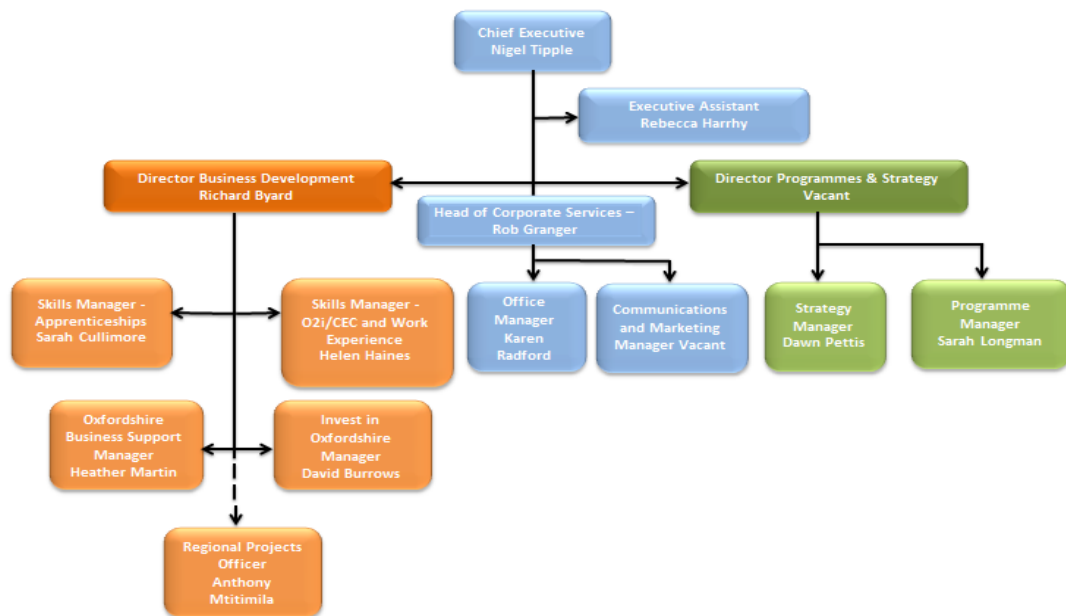 Chief Executive
Nigel Tipple
Executive Assistant
Rebecca Harrhy
Director Business Development
Richard Byard
Director Programmes & Strategy
Vacant
Head of Corporate Services –
Rob Granger
Skills Manager -
Apprenticeships
Sarah Cullimore
Skills Manager -
O2i/CEC and Work
Experience
Helen Haines
Office
Manager
Karen
Radford
Communications
and Marketing
Manager Vacant
Strategy
Manager
Dawn Pettis
Programme
Manager
Sarah Longman
Oxfordshire
Business Support
Manager
Heather Martin
Invest in
Oxfordshire
Manager
David Burrows
Regional Projects
Officer
Anthony
Mtitimila